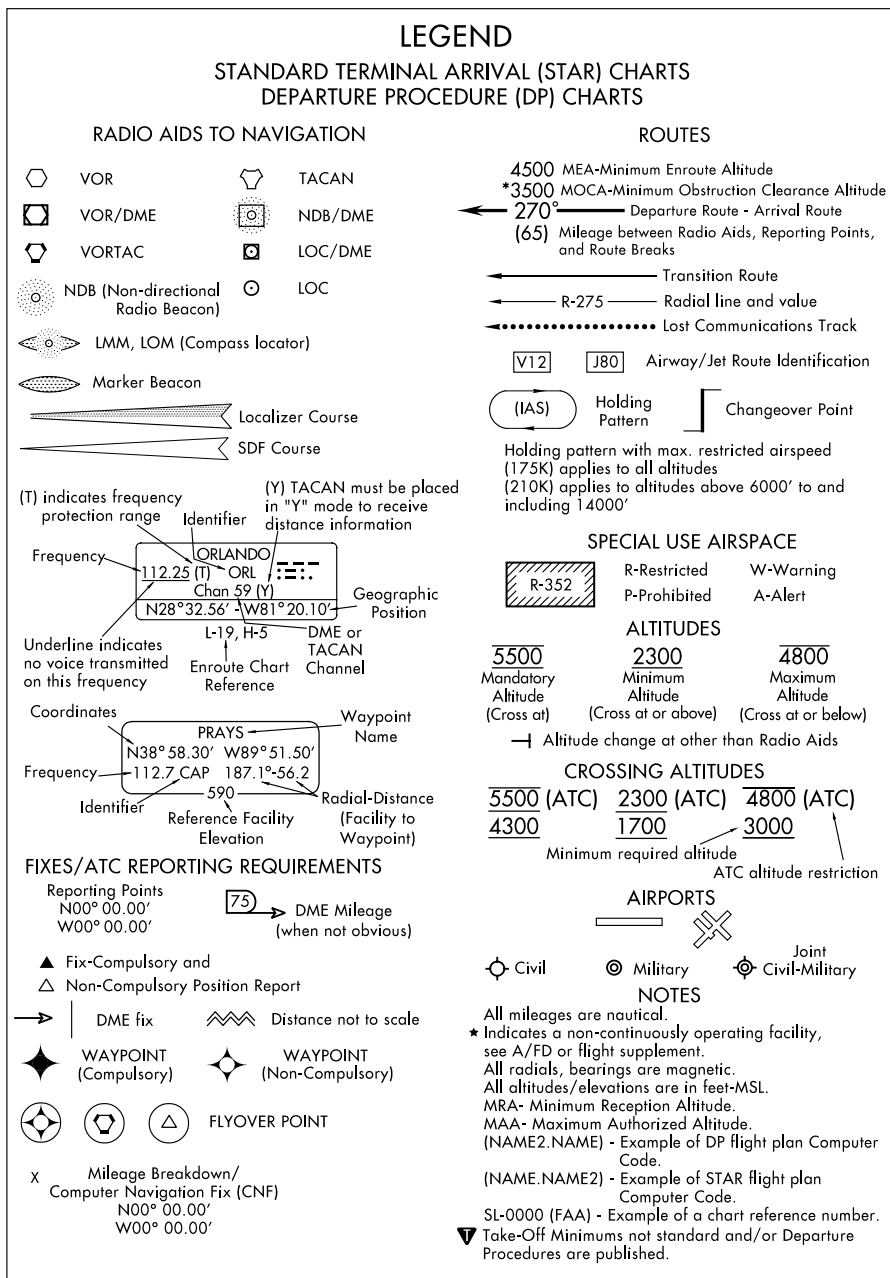 LEGEND
STANDARD TERMINAL ARRIVAL (STAR) CHARTS
DEPARTURE PROCEDURE (DP) CHARTS
RADIO AIDS TO NAVIGATION
VOR
TACAN
VOR/DME
NDB/DME
VORTAC
LOC/DME
NDB (Non-directional
Radio Beacon)
LOC
LMM, LOM (Compass locator)
Marker Beacon
Localizer Course
SDF Course
(T) indicates frequency
protection range
Identifier
(Y) TACAN must be placed
in "Y" mode to receive
distance information
Frequency
ORLANDO
112.25 (T) ORL
Chan 59 (Y)
N28°32.56' - W81°20.10'
Geographic
Position
Underline indicates
no voice transmitted
on this frequency
L-19, H-5
Enroute Chart
Reference
DME or
TACAN
Channel
Coordinates
PRAYS
Waypoint
Name
N38°58.30' W89°51.50'
Frequency
112.7 CAP 187.1°-56.2
590
Identifier
Reference Facility
Elevation
Radial-Distance
(Facility to
Waypoint)
FIXES/ATC REPORTING REQUIREMENTS
Reporting Points
N00° 00.00'
W00° 00.00'
75
DME Mileage
(when not obvious)
Fix-Compulsory and
Non-Compulsory Position Report
DME fix
Distance not to scale
WAYPOINT
(Compulsory)
WAYPOINT
(Non-Compulsory)
FLYOVER POINT
X
Mileage Breakdown/
Computer Navigation Fix (CNF)
N00° 00.00'
W00° 00.00'
ROUTES
4500 MEA-Minimum Enroute Altitude
*3500 MOCA-Minimum Obstruction Clearance Altitude
270° Departure Route - Arrival Route
(65) Mileage between Radio Aids, Reporting Points,
and Route Breaks
Transition Route
R-275 Radial line and value
Lost Communications Track
V12 J80 Airway/Jet Route Identification
(IAS)
Holding
Pattern
Changeover Point
Holding pattern with max. restricted airspeed
(175K) applies to all altitudes
(210K) applies to altitudes above 6000' to and
including 14000'
SPECIAL USE AIRSPACE
R-352
R-Restricted W-Warning
P-Prohibited A-Alert
ALTITUDES
5500
Mandatory
Altitude
(Cross at)
2300
Minimum
Altitude
(Cross at or above)
4800
Maximum
Altitude
(Cross at or below)
Altitude change at other than Radio Aids
CROSSING ALTITUDES
5500 (ATC) 2300 (ATC) 4800 (ATC)
4300 1700 3000
Minimum required altitude
ATC altitude restriction
AIRPORTS
Civil
Military
Joint
Civil-Military
NOTES
All mileages are nautical.
★ Indicates a non-continuously operating facility,
see A/FD or flight supplement.
All radials, bearings are magnetic.
All altitudes/elevations are in feet-MSL.
MRA- Minimum Reception Altitude.
MAA- Maximum Authorized Altitude.
(NAME2.NAME) - Example of DP flight plan Computer
Code.
(NAME.NAME2) - Example of STAR flight plan
Computer Code.
SL-0000 (FAA) - Example of a chart reference number.
T Take-Off Minimums not standard and/or Departure
Procedures are published.